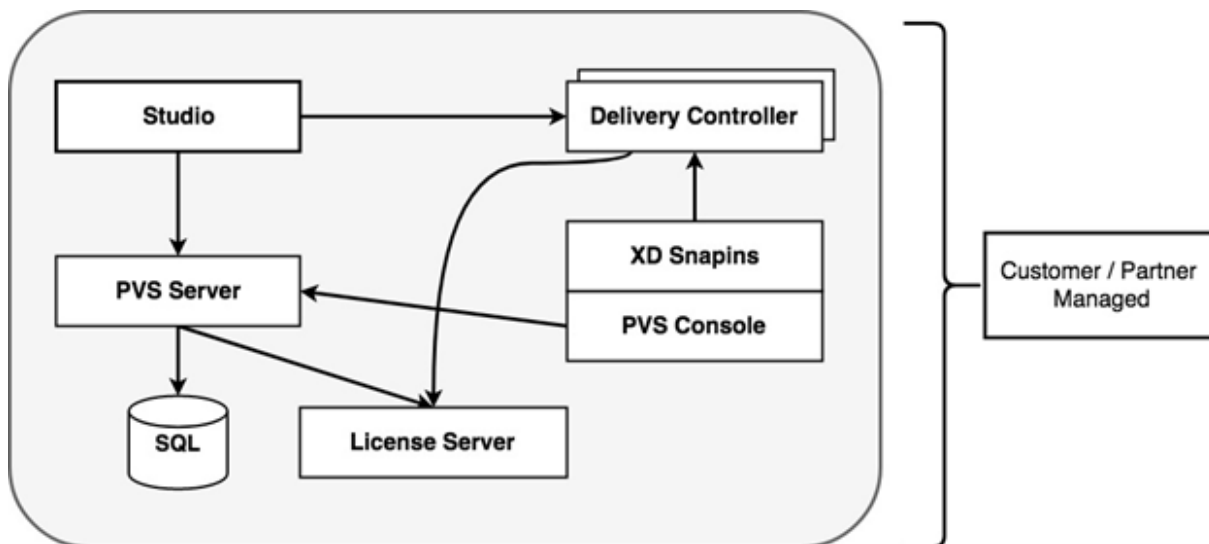 Studio
Delivery Controller
XD Snapins
PVS Server
PVS Console
Customer / Partner
Managed
SQL
License Server